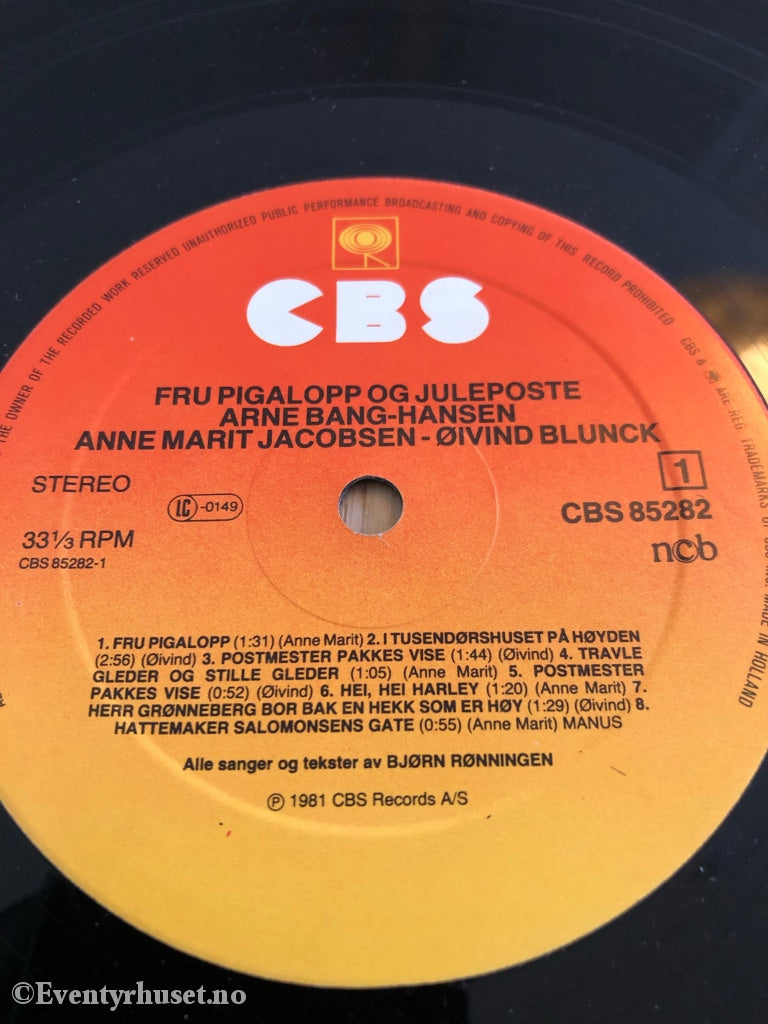 THE OWNER OF THE RECORDED WORK RESERVED UNAUTHORIZED PUBLIC PERFORMANCE BROADCASTING AND COPYING OF THIS RECORD PROHIBITED
CBS & ARE REG. TRADEMARKS OF CBS INC. MADE IN HOLLAND
CBS
FRU PIGALOPP OG JULEPOSTE
ARNE BANG-HANSEN
ANNE MARIT JACOBSEN - ØIVIND BLUNCK
STEREO
LC-0149
1
33⅓ RPM
CBS 85282
CBS 85282-1
ncb
1. FRU PIGALOPP (1:31) (Anne Marit) 2. I TUSENDØRSHUSET PÅ HØYDEN
(2:56) (Øivind) 3. POSTMESTER PAKKES VISE (1:44) (Øivind) 4. TRAVLE
GLEDER OG STILLE GLEDER (1:05) (Anne Marit) 5. POSTMESTER
PAKKES VISE (0:52) (Øivind) 6. HEI, HEI HARLEY (1:20) (Anne Marit) 7.
HERR GRØNNEBERG BOR BAK EN HEKK SOM ER HØY (1:29) (Øivind) 8.
HATTEMAKER SALOMONSENS GATE (0:55) (Anne Marit) MANUS
Alle sanger og tekster av BJØRN RØNNINGEN
℗ 1981 CBS Records A/S
©Eventyrhuset.no